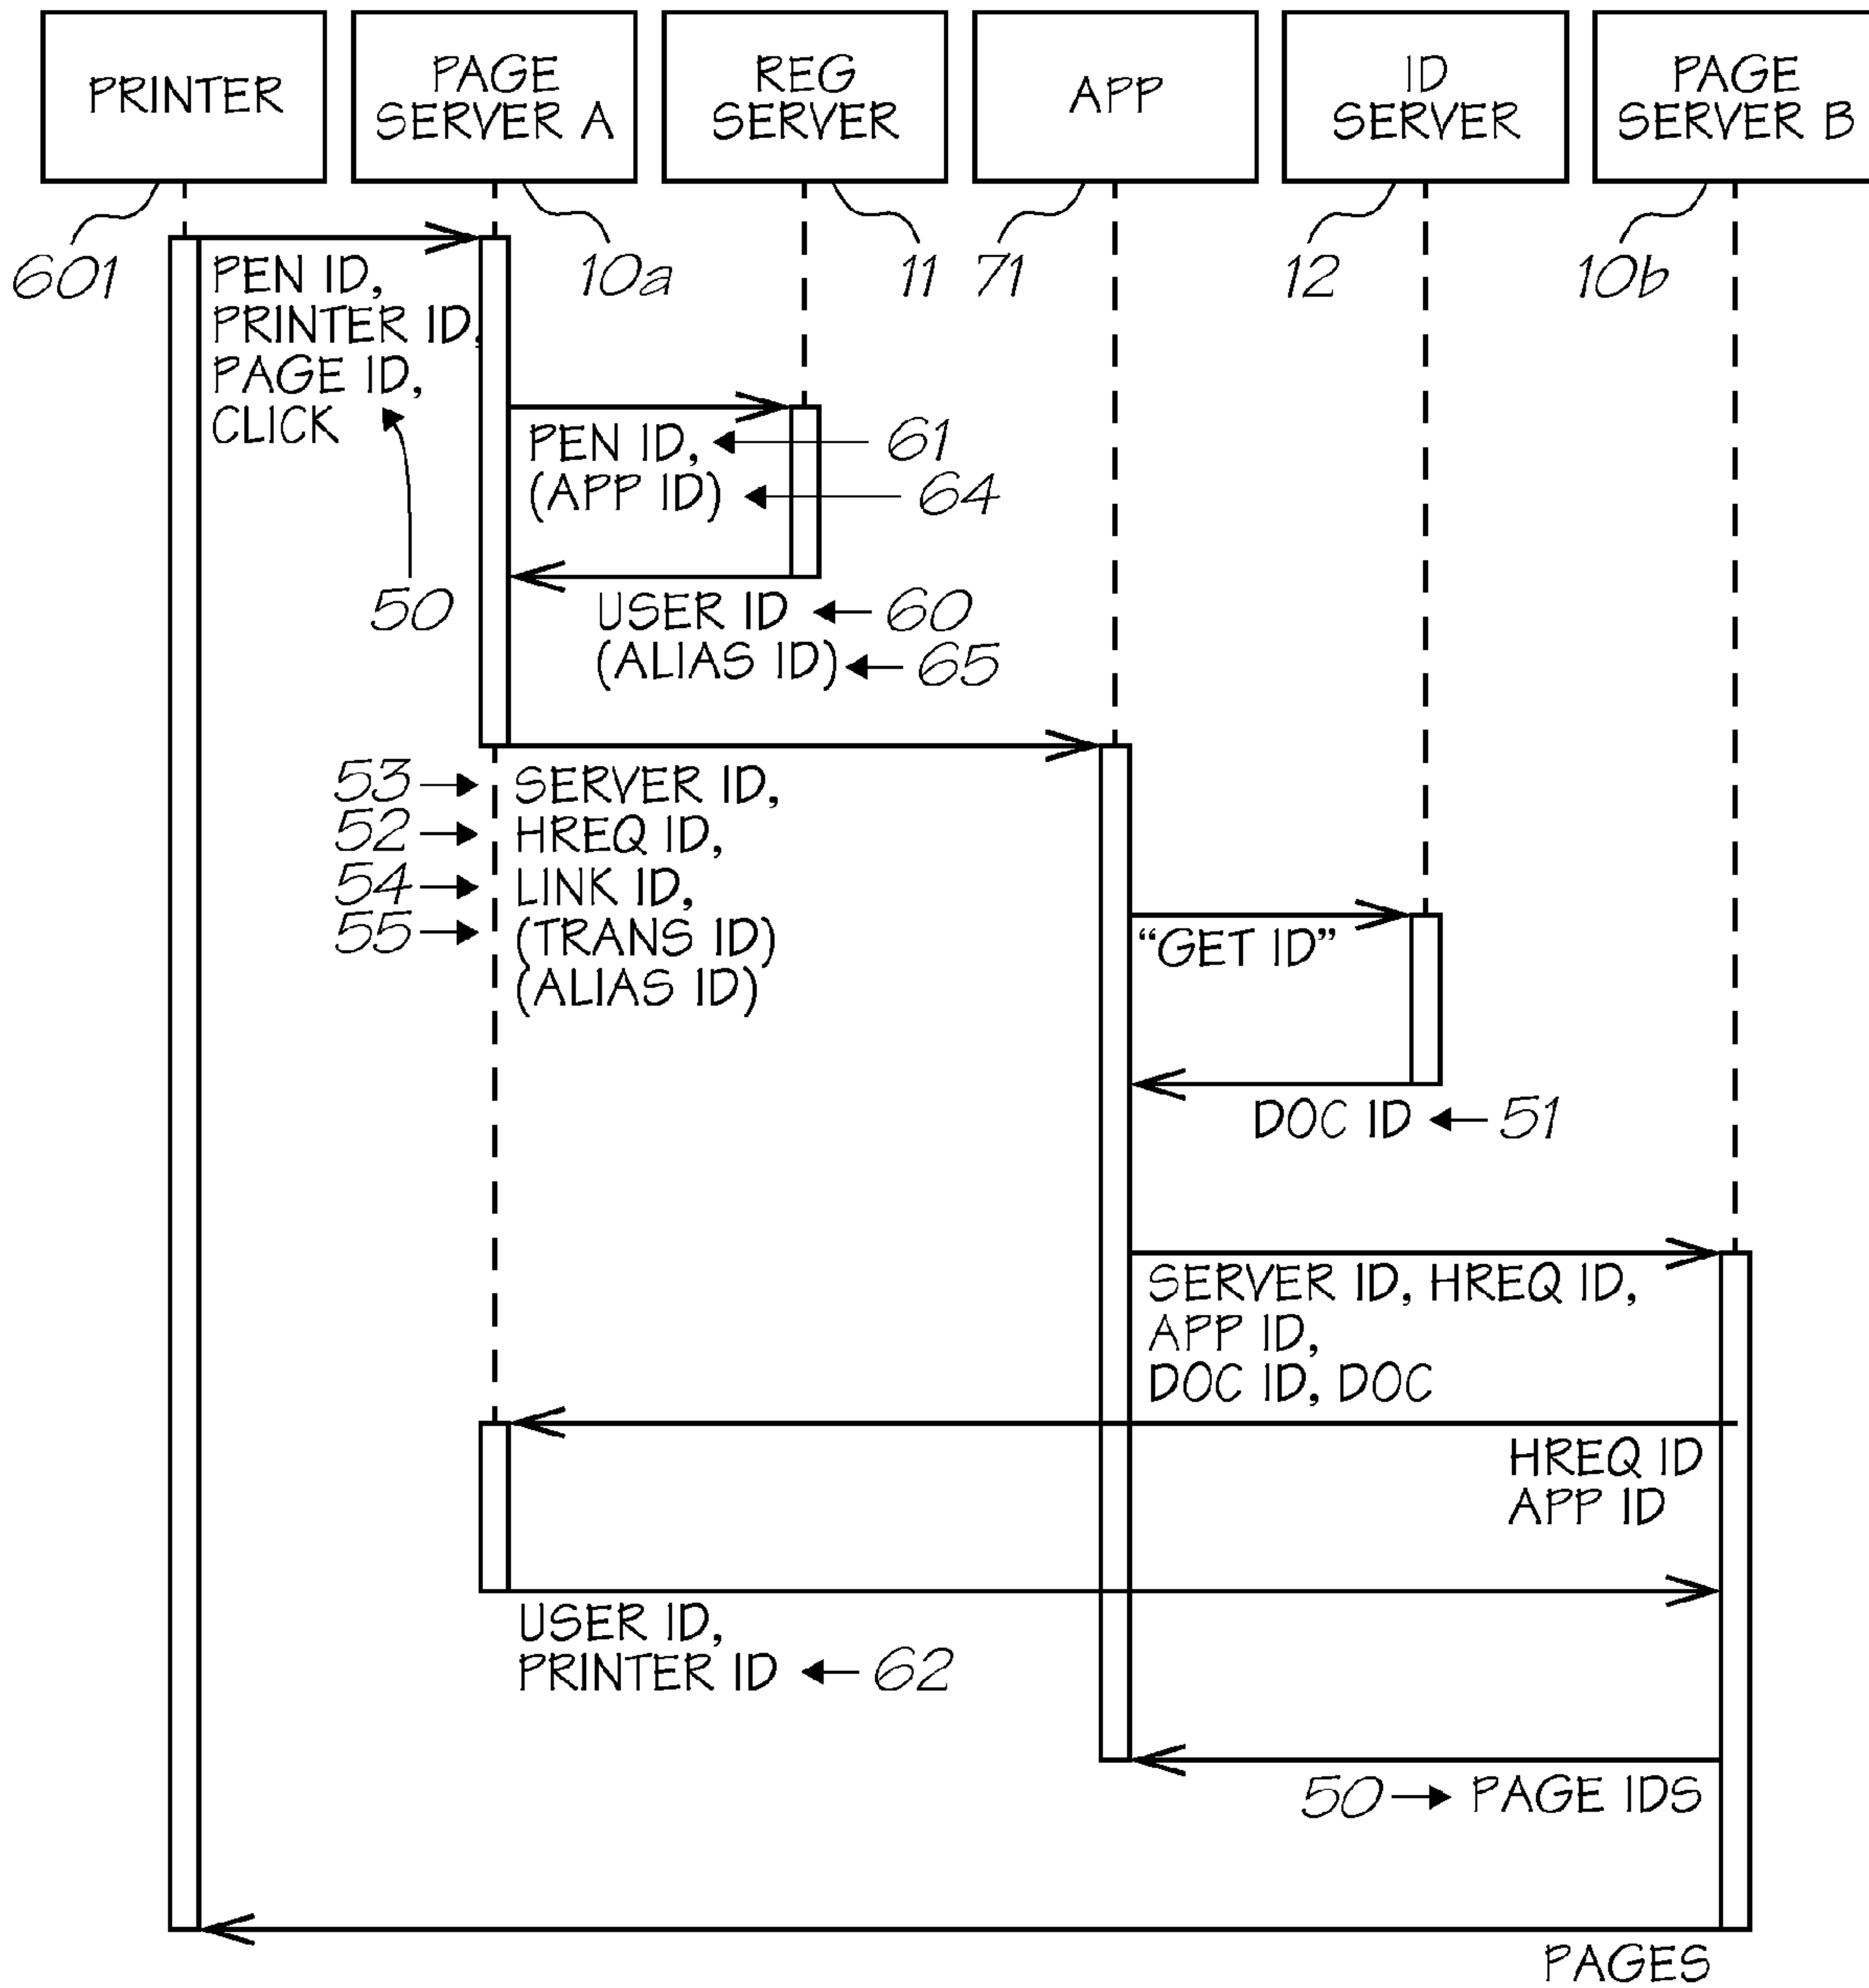 PRINTER
PAGE
SERVER A
REG
SERVER
APP
ID
SERVER
PAGE
SERVER B
601
10a
11
71
12
10b
PEN ID,
PRINTER ID,
PAGE ID,
CLICK
50
PEN ID,
61
(APP ID)
64
USER ID
60
(ALIAS ID)
65
53
SERVER ID,
52
HREQ ID,
54
LINK ID,
55
(TRANS ID)
(ALIAS ID)
“GET ID”
DOC ID
51
SERVER ID, HREQ ID,
APP ID,
DOC ID, DOC
HREQ ID
APP ID
USER ID,
PRINTER ID
62
50
PAGE IDS
PAGES